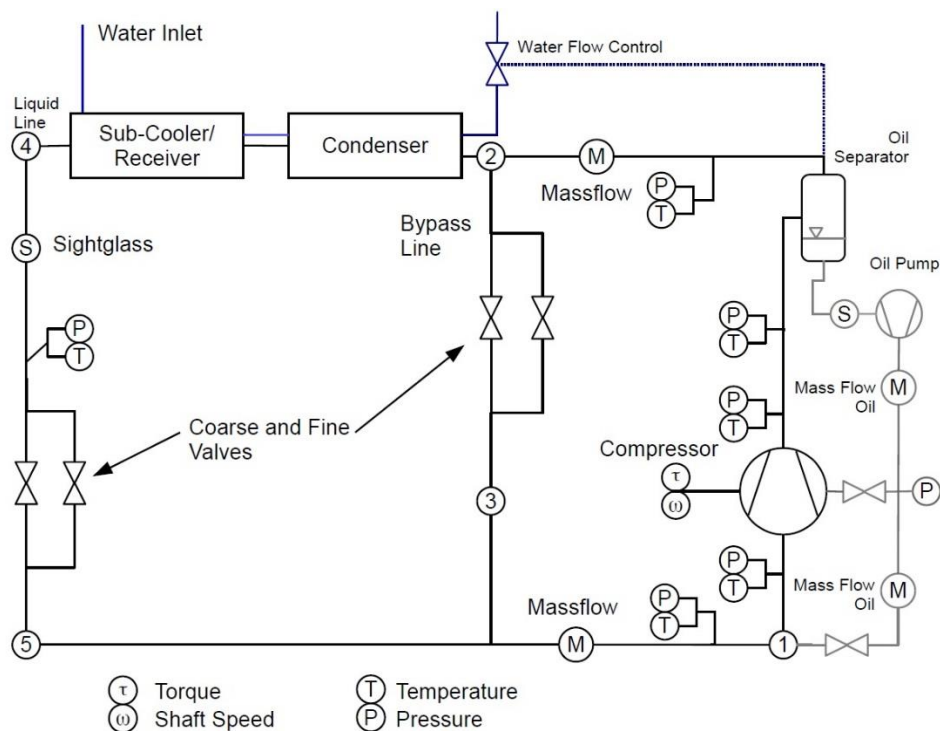 Water Inlet
Water Flow Control
Liquid
Line
4
Sub-Cooler/
Receiver
Condenser
2
M
Massflow
P
T
Oil
Separator
S
Sightglass
Bypass
Line
Oil Pump
P
T
S
P
T
M
Mass Flow
Oil
P
T
Coarse and Fine
Valves
Compressor
τ
ω
3
P
P
T
Mass Flow
Oil
M
Massflow
P
T
5
M
1
τ Torque
ω Shaft Speed
T Temperature
P Pressure